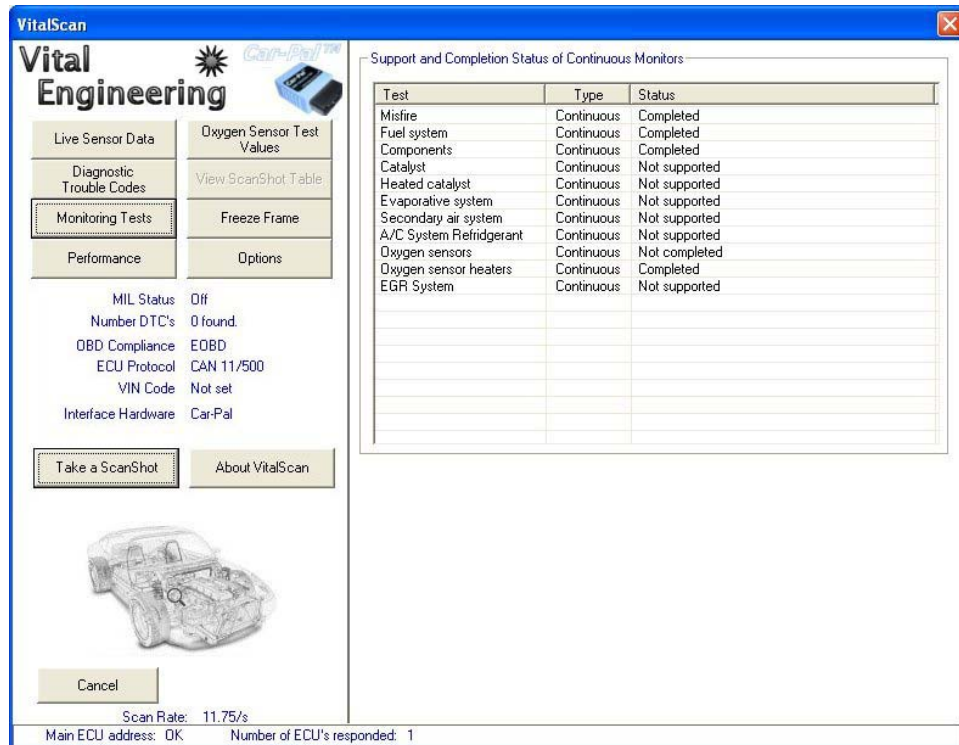 VitalScan
Vital
Engineering
Car-Pal™
Live Sensor Data
Oxygen Sensor Test
Values
Diagnostic
Trouble Codes
View ScanShot Table
Monitoring Tests
Freeze Frame
Performance
Options
MIL Status Off
Number DTC's 0 found.
OBD Compliance EOBD
ECU Protocol CAN 11/500
VIN Code Not set
Interface Hardware Car-Pal
Take a ScanShot
About VitalScan
Cancel
Scan Rate: 11.75/s
Support and Completion Status of Continuous Monitors
Test Type Status
Misfire Continuous Completed
Fuel system Continuous Completed
Components Continuous Completed
Catalyst Continuous Not supported
Heated catalyst Continuous Not supported
Evaporative system Continuous Not supported
Secondary air system Continuous Not supported
A/C System Refridgerant Continuous Not supported
Oxygen sensors Continuous Not completed
Oxygen sensor heaters Continuous Completed
EGR System Continuous Not supported
Main ECU address: OK Number of ECU's responded: 1